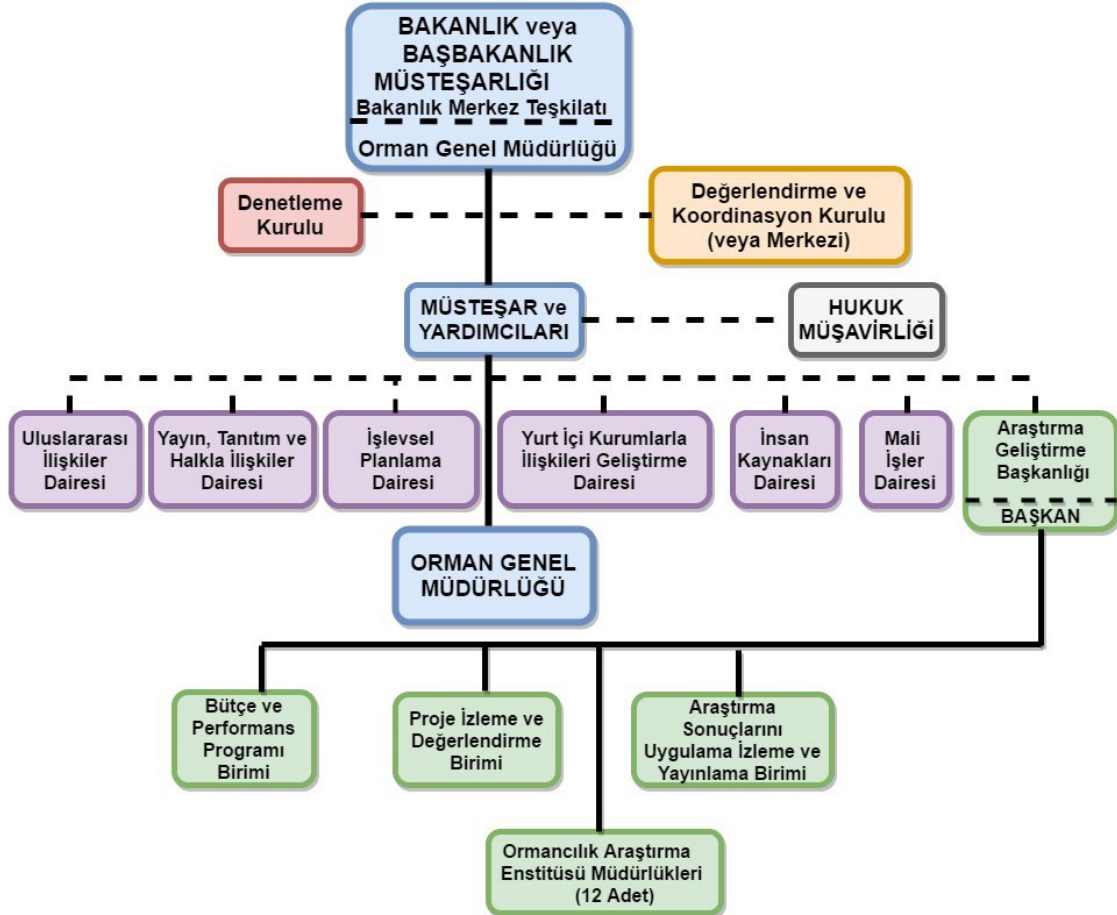 BAKANLIK veya
BAŞBAKANLIK
MÜSTEŞARLIĞI
Bakanlık Merkez Teşkilatı
Orman Genel Müdürlüğü
Denetleme
Kurulu
Değerlendirme ve
Koordinasyon Kurulu
(veya Merkezi)
MÜSTEŞAR ve
YARDIMCILARI
HUKUK
MÜŞAVİRLİĞİ
Uluslararası
İlişkiler
Dairesi
Yayın, Tanıtım ve
Halkla İlişkiler
Dairesi
İşlevsel
Planlama
Dairesi
Yurt İçi Kurumlarla
İlişkileri Geliştirme
Dairesi
İnsan
Kaynakları
Dairesi
Mali
İşler
Dairesi
Araştırma
Geliştirme
Başkanlığı
BAŞKAN
ORMAN GENEL
MÜDÜRLÜĞÜ
Bütçe ve
Performans
Programı
Birimi
Proje İzleme ve
Değerlendirme
Birimi
Araştırma
Sonuçlarını
Uygulama İzleme ve
Yayınlama Birimi
Ormancılık Araştırma
Enstitüsü Müdürlükleri
(12 Adet)